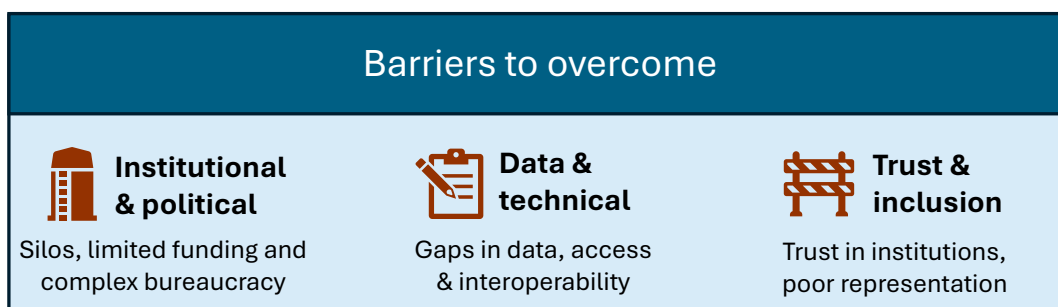 Barriers to overcome
Institutional
& political
Silos, limited funding and
complex bureaucracy
Data &
technical
Gaps in data, access
& interoperability
Trust &
inclusion
Trust in institutions,
poor representation